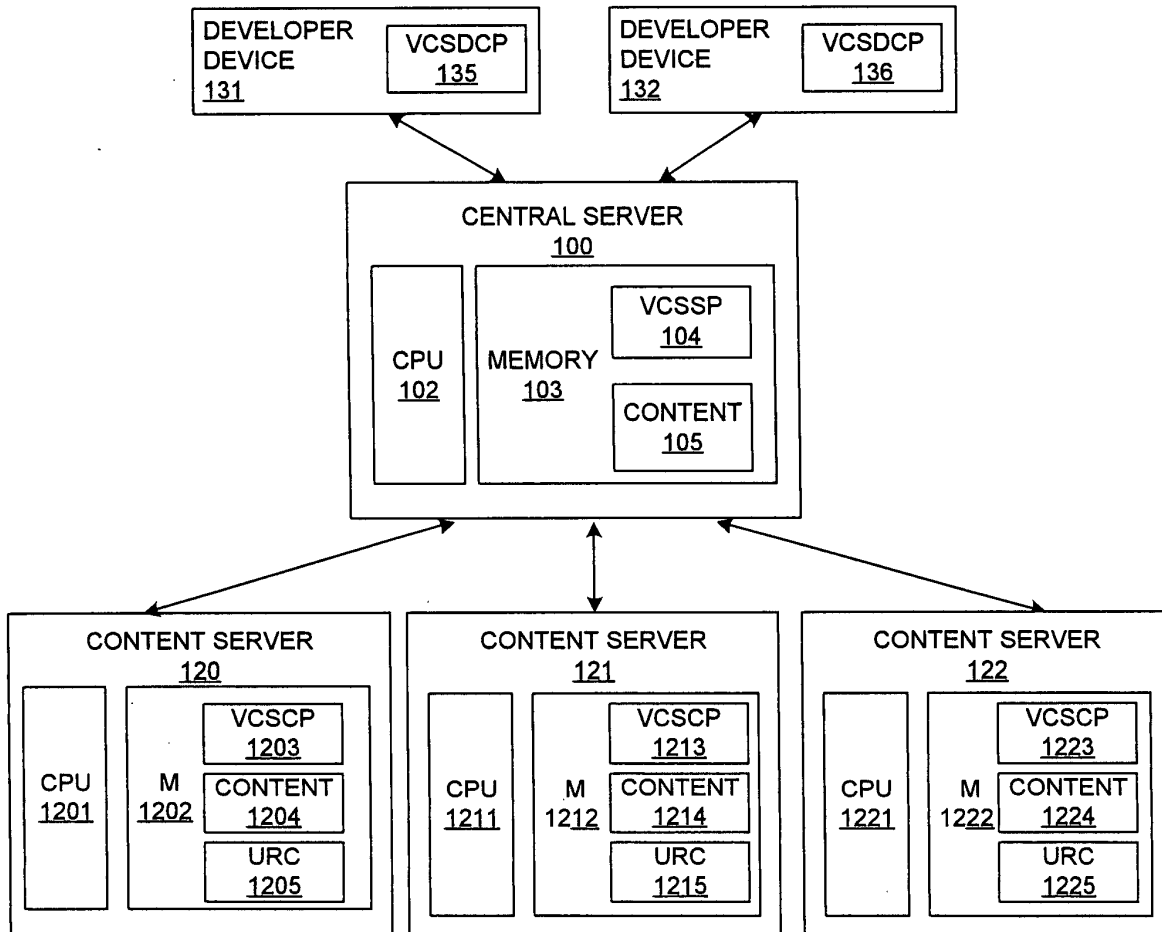 DEVELOPER
DEVICE
131
VCSDCP
135
DEVELOPER
DEVICE
132
VCSDCP
136
CENTRAL SERVER
100
CPU
102
MEMORY
103
VCSSP
104
CONTENT
105
CONTENT SERVER
120
CPU
1201
M
1202
VCSCP
1203
CONTENT
1204
URC
1205
CONTENT SERVER
121
CPU
1211
M
1212
VCSCP
1213
CONTENT
1214
URC
1215
CONTENT SERVER
122
CPU
1221
M
1222
VCSCP
1223
CONTENT
1224
URC
1225